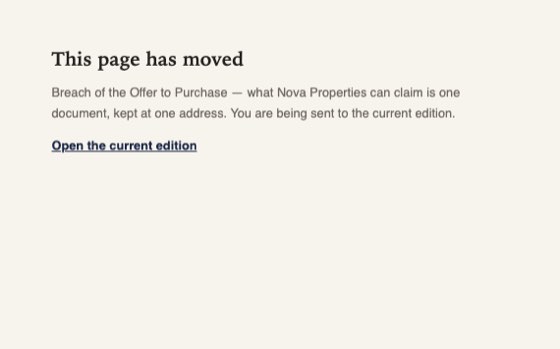 This page has moved
Breach of the Offer to Purchase — what Nova Properties can claim is one
document, kept at one address. You are being sent to the current edition.
Open the current edition